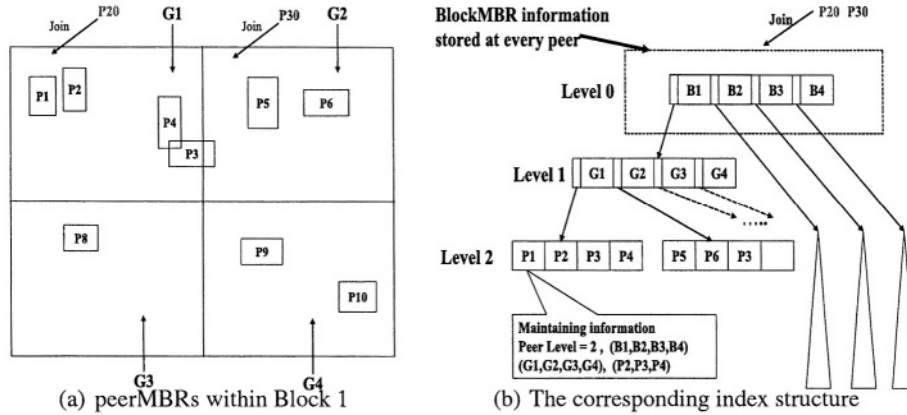 P20
Join
G1
P30
Join
G2
P1
P2
P4
P3
P5
P6
P8
P9
P10
G3
G4
(a) peerMBRs within Block 1
BlockMBR information
stored at every peer
Join
P20 P30
Level 0
B1 B2 B3 B4
Level 1
G1 G2 G3 G4
.....
Level 2
P1 P2 P3 P4
P5 P6 P3
Maintaining information
Peer Level = 2 , (B1,B2,B3,B4)
(G1,G2,G3,G4), (P2,P3,P4)
(b) The corresponding index structure